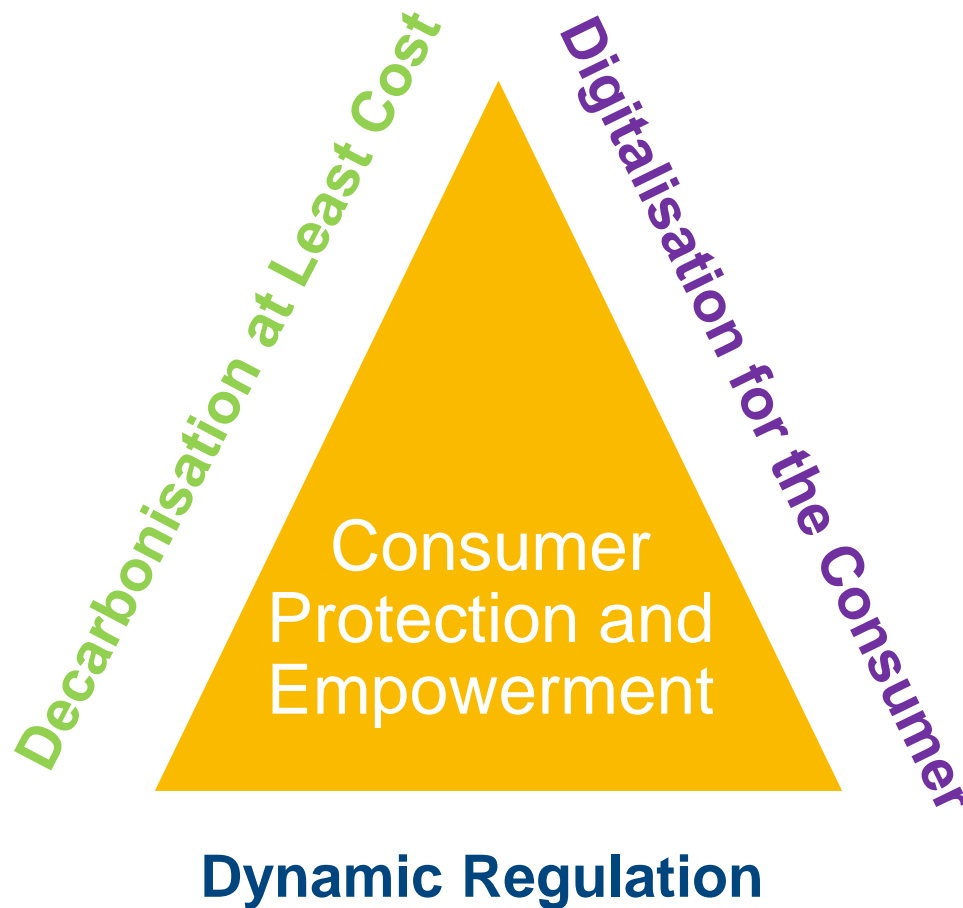 Decarbonisation at Least Cost
Digitalisation for the Consumer
Consumer
Protection and
Empowerment
Dynamic Regulation